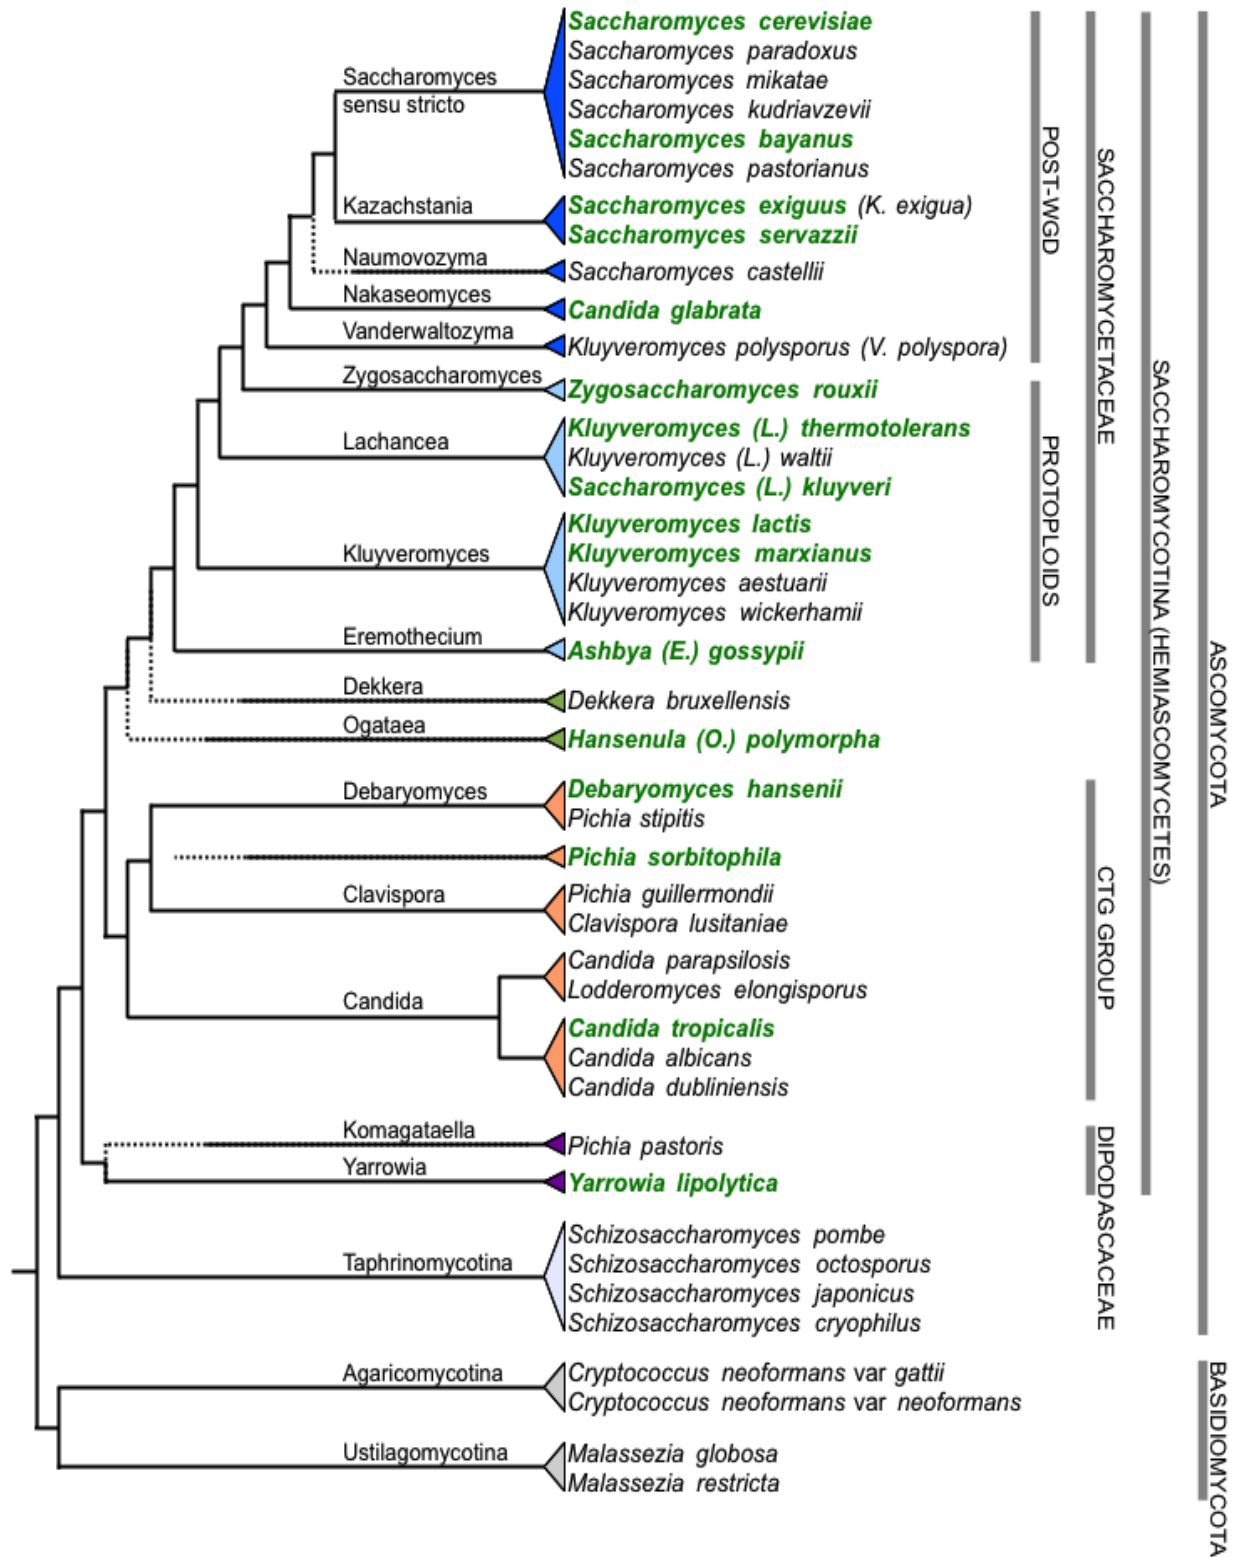 Saccharomyces
sensu stricto
Saccharomyces cerevisiae
Saccharomyces paradoxus
Saccharomyces mikatae
Saccharomyces kudriavzevii
Saccharomyces bayanus
Saccharomyces pastorianus
Kazachstania
Saccharomyces exiguus (K. exigua)
Saccharomyces servazzii
Naumovozyma
Saccharomyces castellii
Nakaseomyces
Candida glabrata
Vanderwaltozyma
Kluyveromyces polysporus (V. polyspora)
Zygosaccharomyces
Zygosaccharomyces rouxii
Lachancea
Kluyveromyces (L.) thermotolerans
Kluyveromyces (L.) waltii
Saccharomyces (L.) kluyveri
Kluyveromyces
Kluyveromyces lactis
Kluyveromyces marxianus
Kluyveromyces aestuarii
Kluyveromyces wickerhamii
Eremothecium
Ashbya (E.) gossypii
Dekkera
Dekkera bruxellensis
Ogataea
Hansenula (O.) polymorpha
Debaryomyces
Debaryomyces hansenii
Pichia stipitis
Pichia sorbitophila
Clavispora
Pichia guillermondii
Clavispora lusitaniae
Candida
Candida parapsilosis
Lodderomyces elongisporus
Candida tropicalis
Candida albicans
Candida dubliniensis
Komagataella
Pichia pastoris
Yarrowia
Yarrowia lipolytica
Taphrinomycotina
Schizosaccharomyces pombe
Schizosaccharomyces octosporus
Schizosaccharomyces japonicus
Schizosaccharomyces cryophilus
Agaricomycotina
Cryptococcus neoformans var gattii
Cryptococcus neoformans var neoformans
Ustilagomycotina
Malassezia globosa
Malassezia restricta
POST-WGD
PROTOPLOIDS
SACCHAROMYCETACEAE
CTG GROUP
DIPODASCACEAE
SACCHAROMYCOTINA (HEMIASCOMYCETES)
ASCOMYCOTA
BASIDIOMYCOTA